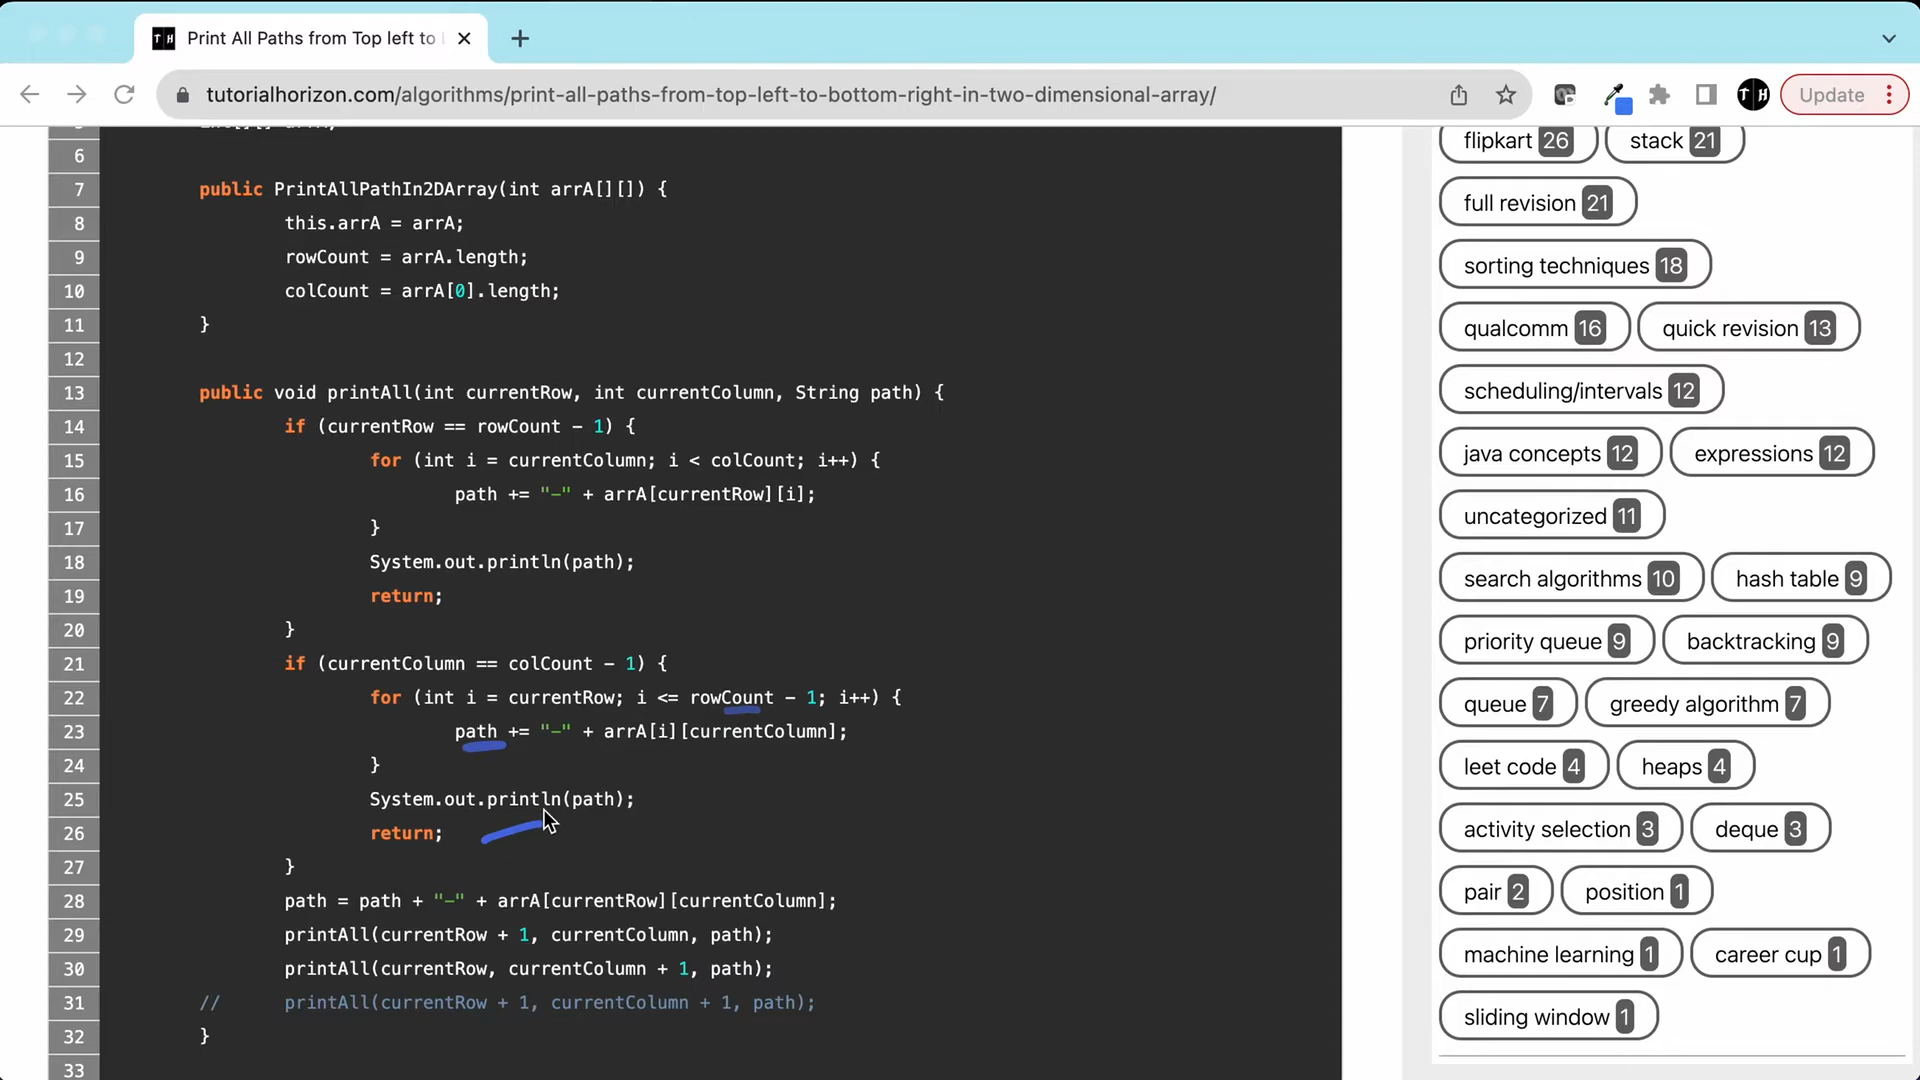 TH Print All Paths from Top left to
tutorialhorizon.com/algorithms/print-all-paths-from-top-left-to-bottom-right-in-two-dimensional-array/
TH
Update
6
7 public PrintAllPathIn2DArray(int arrA[][]) {
8 this.arrA = arrA;
9 rowCount = arrA.length;
10 colCount = arrA[0].length;
11 }
12
13 public void printAll(int currentRow, int currentColumn, String path) {
14 if (currentRow == rowCount - 1) {
15 for (int i = currentColumn; i < colCount; i++) {
16 path += "-" + arrA[currentRow][i];
17 }
18 System.out.println(path);
19 return;
20 }
21 if (currentColumn == colCount - 1) {
22 for (int i = currentRow; i <= rowCount - 1; i++) {
23 path += "-" + arrA[i][currentColumn];
24 }
25 System.out.println(path);
26 return;
27 }
28 path = path + "-" + arrA[currentRow][currentColumn];
29 printAll(currentRow + 1, currentColumn, path);
30 printAll(currentRow, currentColumn + 1, path);
31 // printAll(currentRow + 1, currentColumn + 1, path);
32 }
33
flipkart 26 stack 21
full revision 21
sorting techniques 18
qualcomm 16 quick revision 13
scheduling/intervals 12
java concepts 12 expressions 12
uncategorized 11
search algorithms 10 hash table 9
priority queue 9 backtracking 9
queue 7 greedy algorithm 7
leet code 4 heaps 4
activity selection 3 deque 3
pair 2 position 1
machine learning 1 career cup 1
sliding window 1